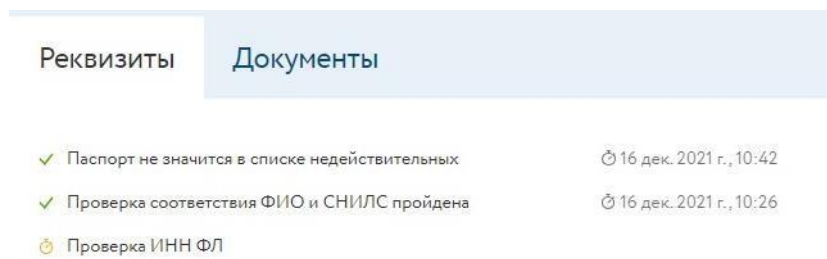 Реквизиты Документы
Паспорт не значится в списке недействительных 16 дек. 2021 г., 10:42
Проверка соответствия ФИО и СНИЛС пройдена 16 дек. 2021 г., 10:26
Проверка ИНН ФЛ